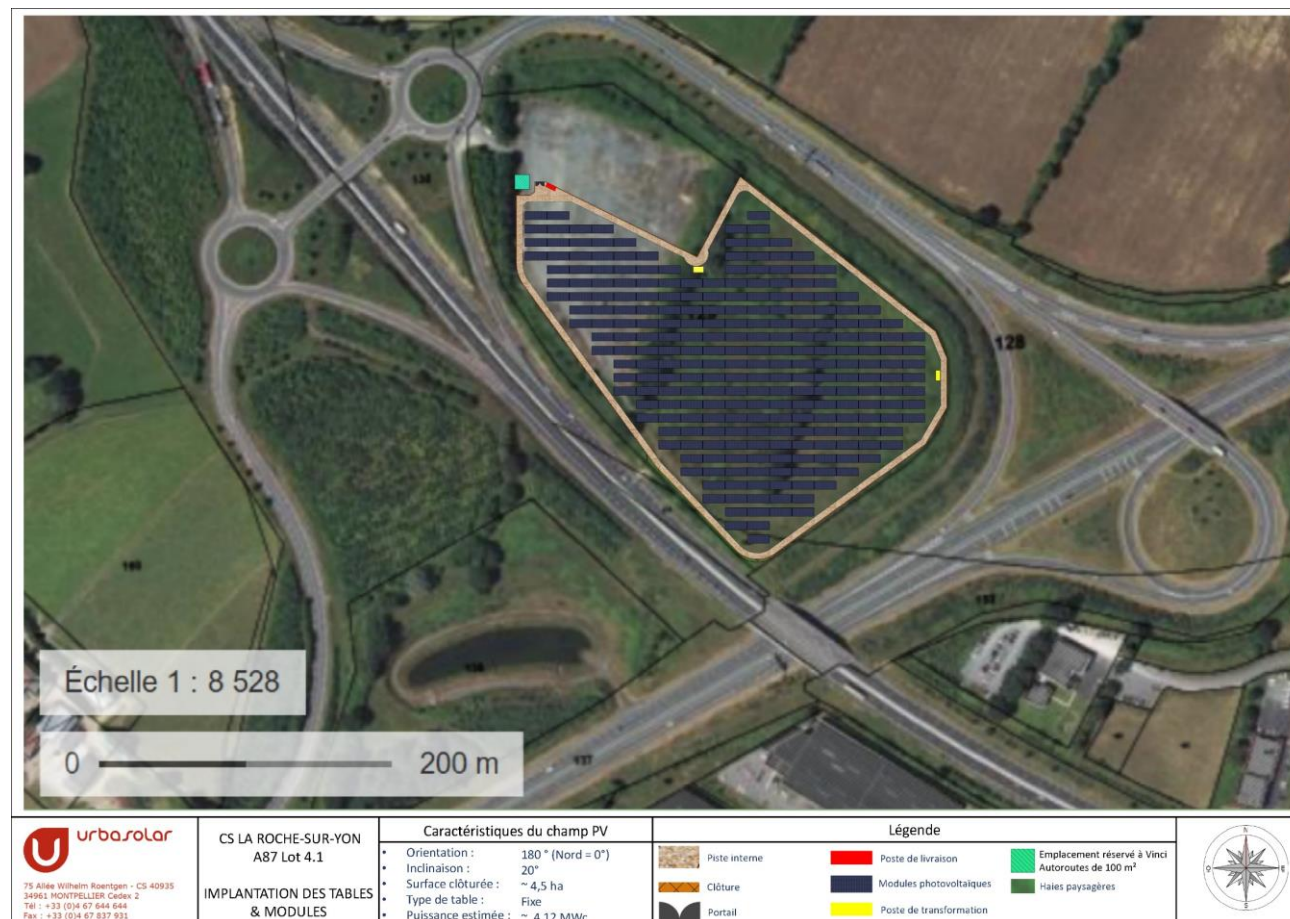 128
137
Échelle 1 : 8 528
0 200 m
urbasolar
75 Allée Wilhelm Roentgen - CS 40935
34961 MONTPELLIER Cedex 2
Tél : +33 (0)4 67 644 644
Fax : +33 (0)4 67 837 931
CS LA ROCHE-SUR-YON
A87 Lot 4.1
IMPLANTATION DES TABLES
& MODULES
Caractéristiques du champ PV
• Orientation : 180 ° (Nord = 0°)
• Inclinaison : 20°
• Surface clôturée : ~ 4,5 ha
• Type de table : Fixe
• Puissance estimée : ~ 4,12 MWc
Légende
Piste interne
Clôture
Portail
Poste de livraison
Modules photovoltaïques
Poste de transformation
Emplacement réservé à Vinci
Autoroutes de 100 m²
Haies paysagères
N
O
E
S